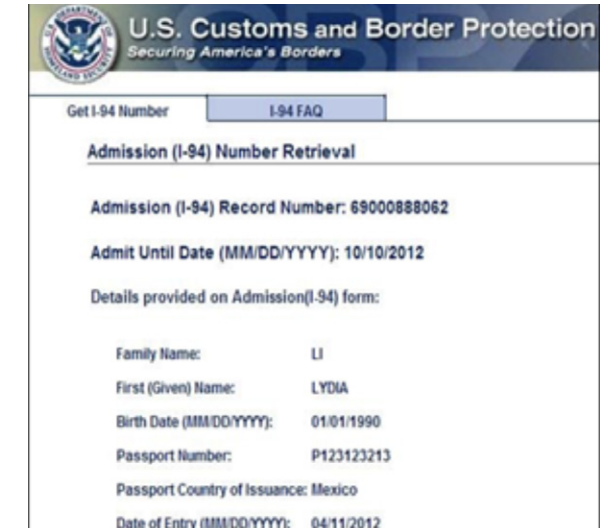 U.S. Customs and Border Protection
Securing America's Borders
Get I-94 Number I-94 FAQ
Admission (I-94) Number Retrieval
Admission (I-94) Record Number: 69000888062
Admit Until Date (MM/DD/YYYY): 10/10/2012
Details provided on Admission(I-94) form:
Family Name: LI
First (Given) Name: LYDIA
Birth Date (MM/DD/YYYY): 01/01/1990
Passport Number: P123123213
Passport Country of Issuance: Mexico
Date of Entry (MM/DD/YYYY): 04/11/2012